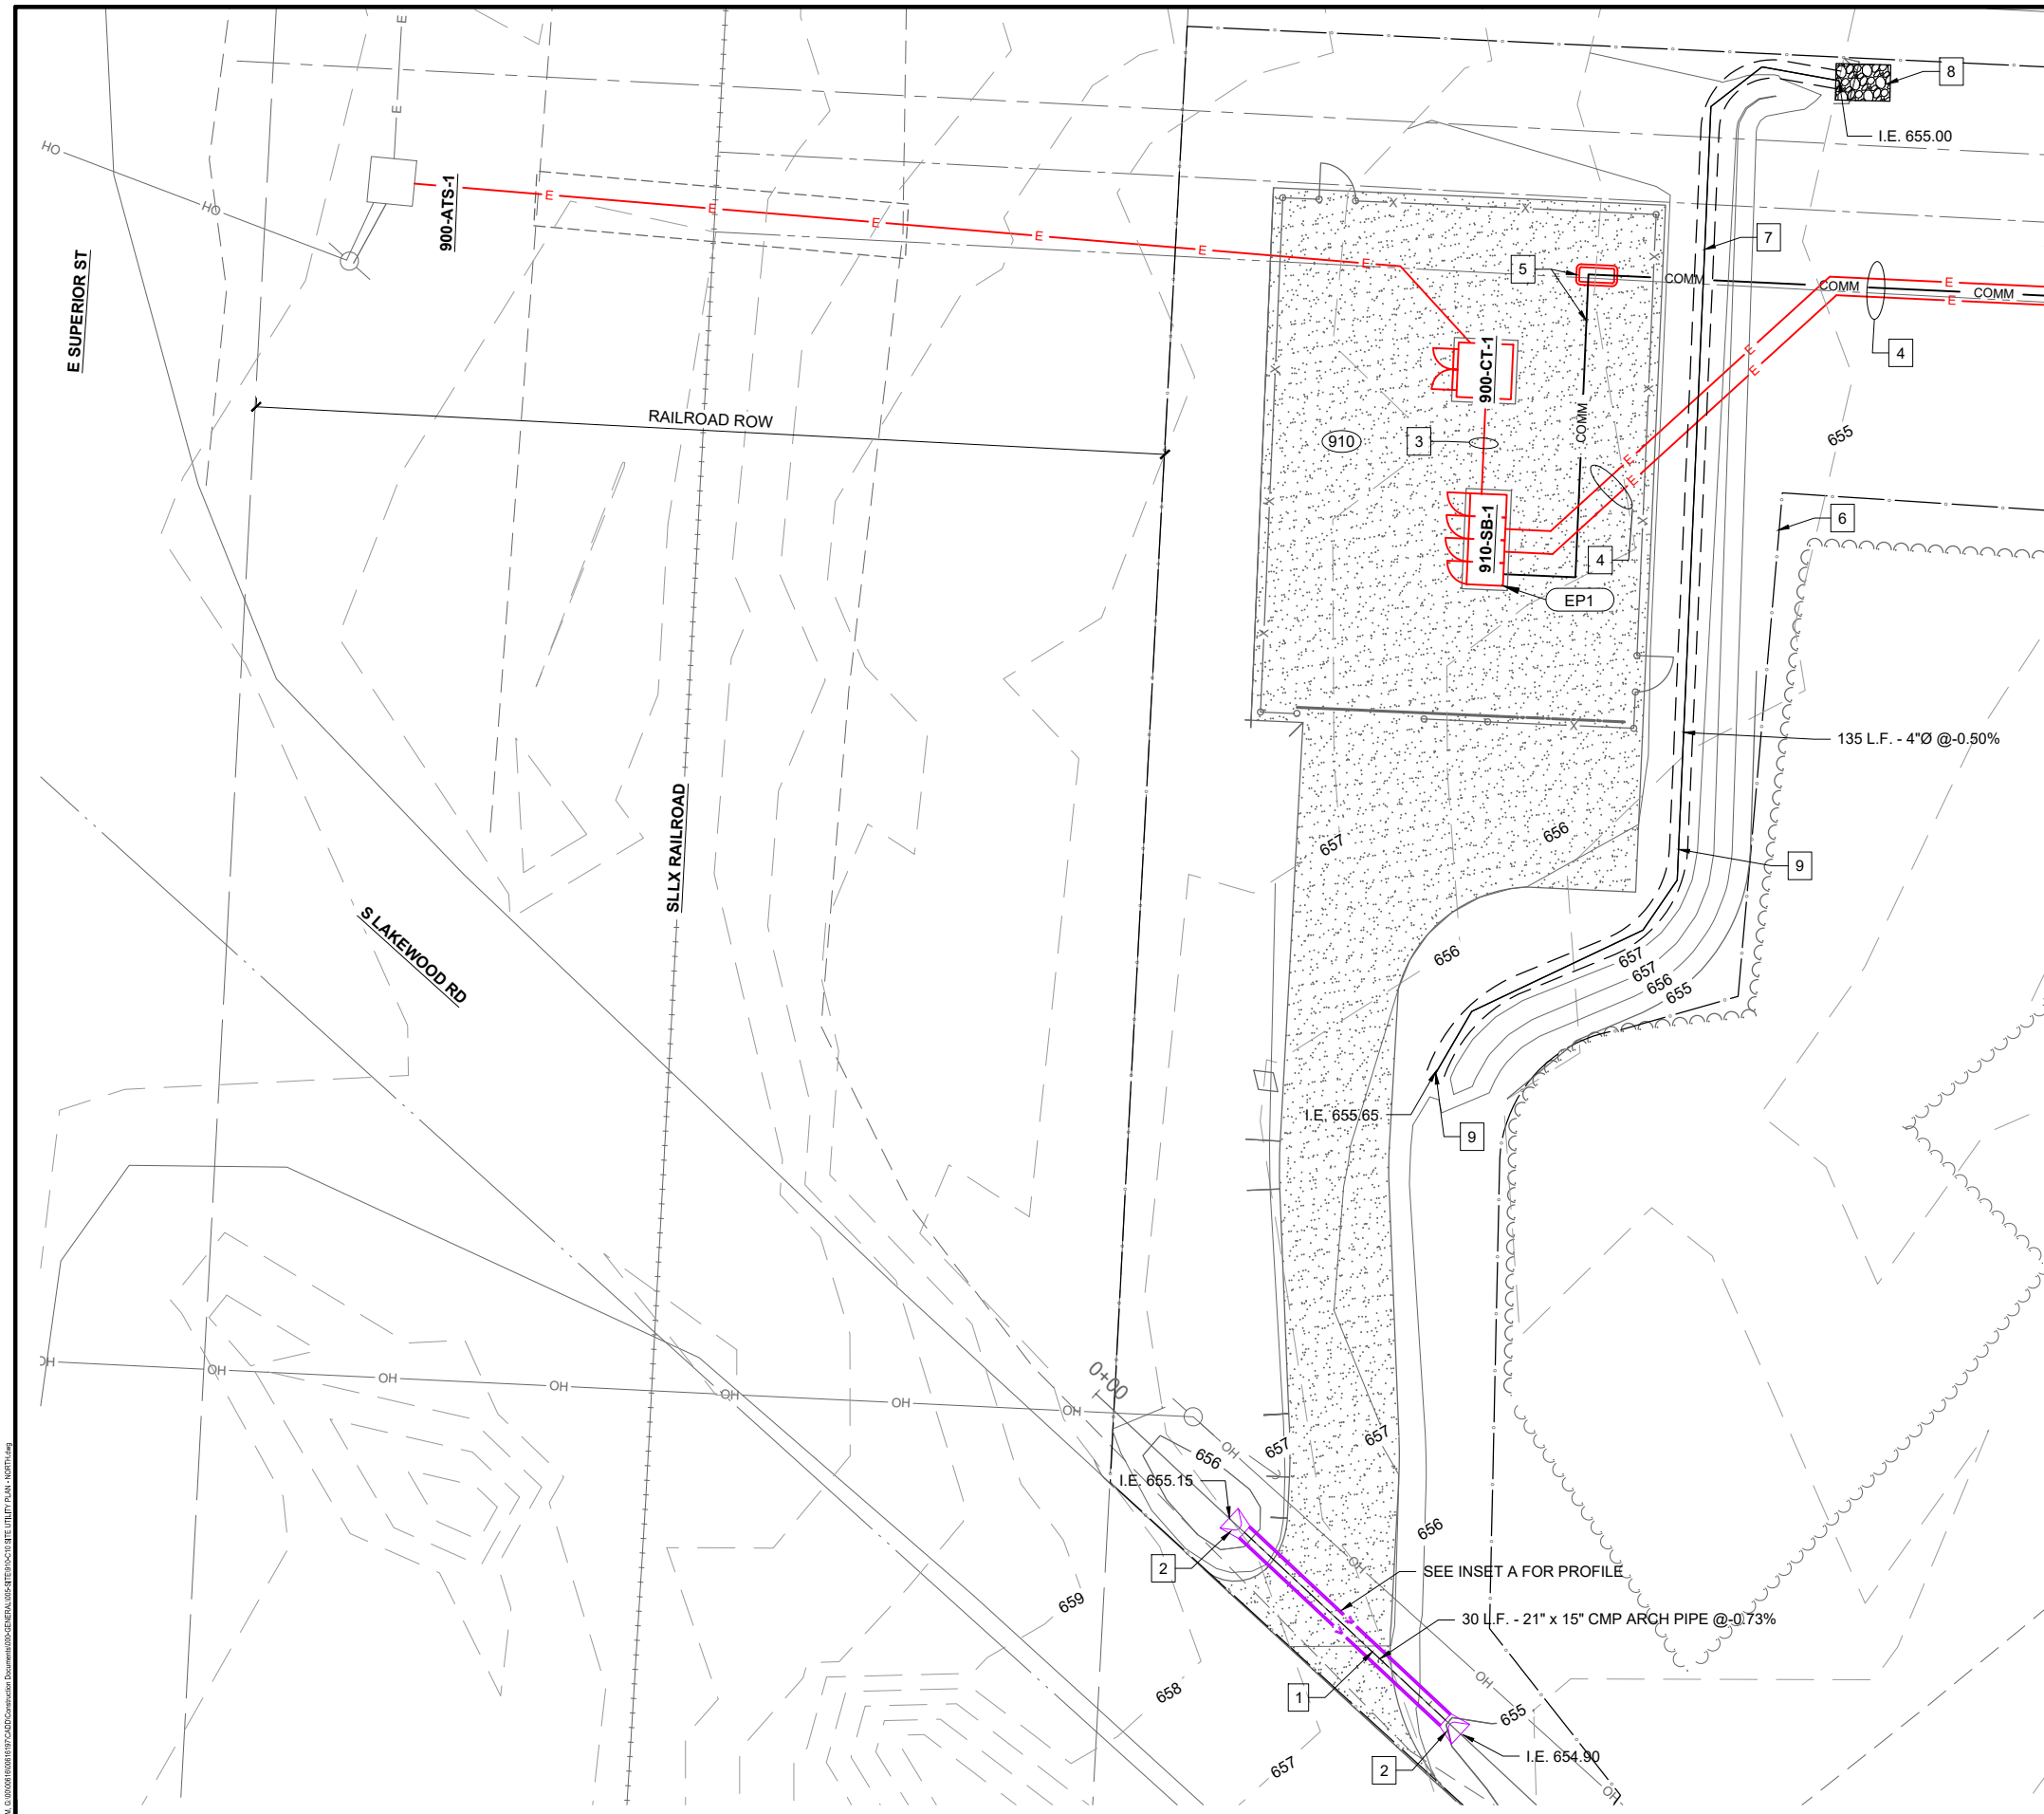 E
E
8
HO
I.E. 655.00
900-ATS-1
E
HO
E
E
7
E
E
E SUPERIOR ST
E
5
COMM
COMM
E
COMM
E
900-CT-1
E
4
E
RAILROAD ROW
COMM
910
3
655
E
E
910-SB-1
6
4
EP1
135 L.F. - 4"Ø @-0.50%
SLLX RAILROAD
657
656
9
S LAKEWOOD RD
656
657
657
656
655
I.E. 655.65
9
OH
OH
OH
OH
OH
OH
OH
0+00
OH
656
657
657
I.E. 655.15
656
2
OH
SEE INSET A FOR PROFILE
659
30 L.F. - 21" x 15" CMP ARCH PIPE @-0.73%
OH
658
1
655
I.E. 654.90
657
2
OH